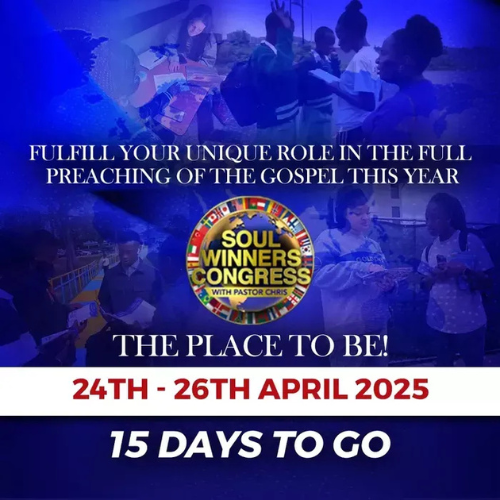 FULFILL YOUR UNIQUE ROLE IN THE FULL
PREACHING OF THE GOSPEL THIS YEAR
SOUL
WINNERS
CONGRESS
WITH PASTOR CHRIS
THE PLACE TO BE!
24TH - 26TH APRIL 2025
15 DAYS TO GO